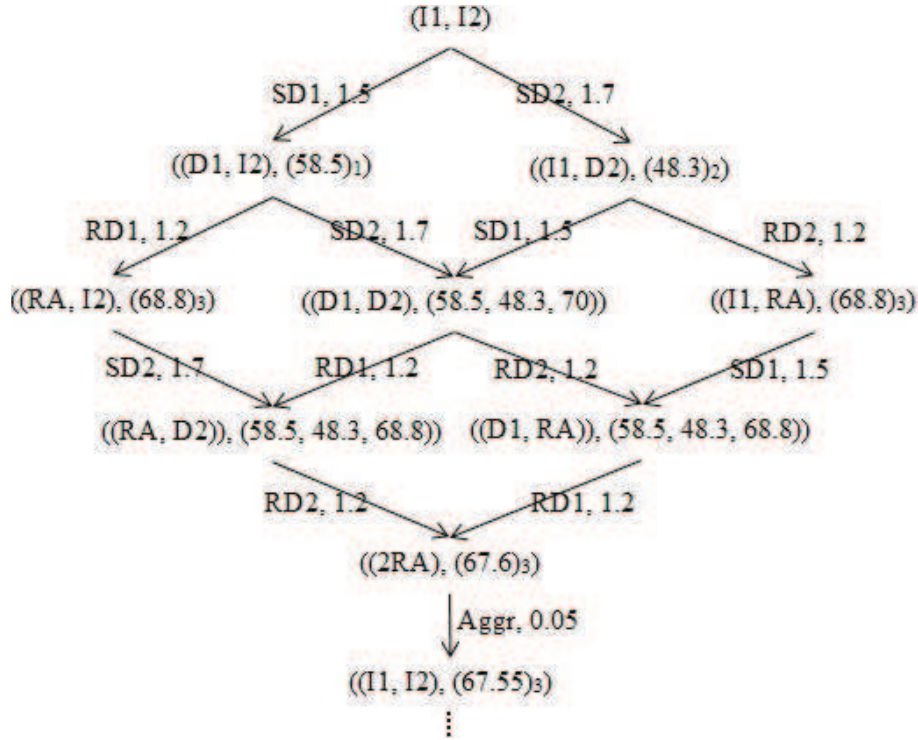 (I1, I2)
SD1, 1.5
SD2, 1.7
((D1, I2), (58.5)1)
((I1, D2), (48.3)2)
RD1, 1.2
SD2, 1.7
SD1, 1.5
RD2, 1.2
((RA, I2), (68.8)3)
((D1, D2), (58.5, 48.3, 70))
((I1, RA), (68.8)3)
SD2, 1.7
RD1, 1.2
RD2, 1.2
SD1, 1.5
((RA, D2)), (58.5, 48.3, 68.8))
((D1, RA)), (58.5, 48.3, 68.8))
RD2, 1.2
RD1, 1.2
((2RA), (67.6)3)
Aggr, 0.05
((I1, I2), (67.55)3)